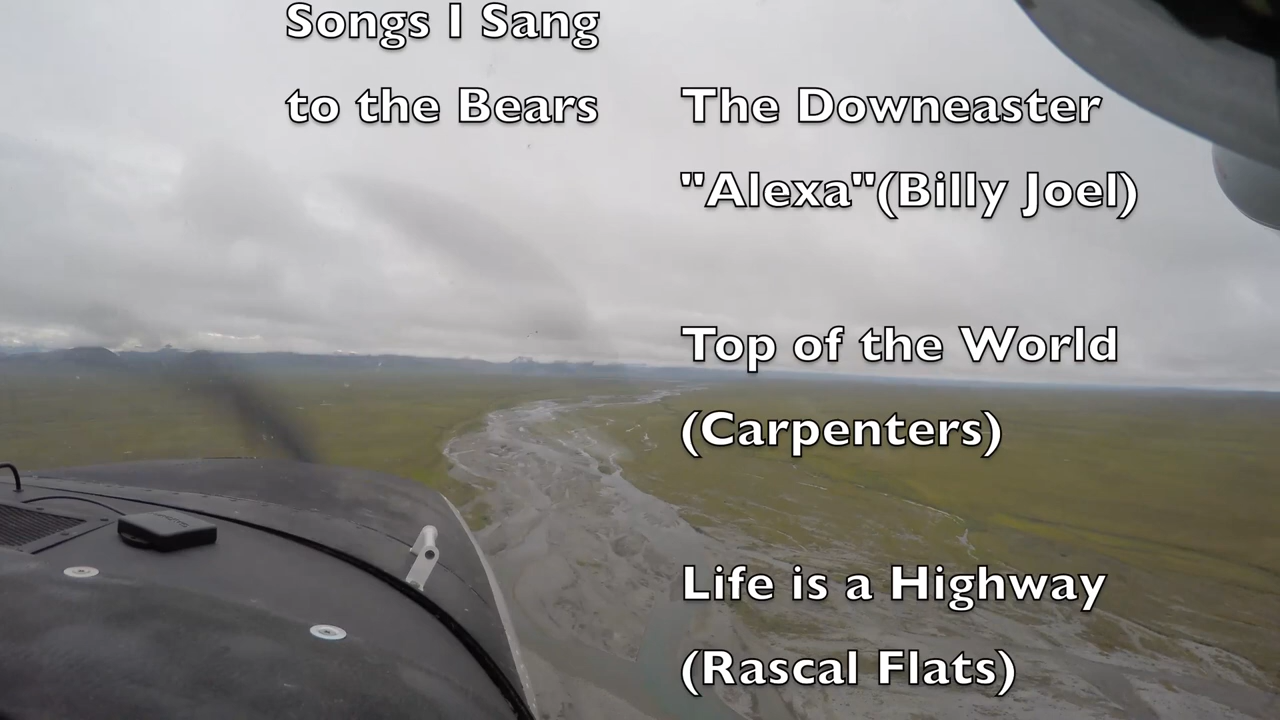 Songs I Sang
to the Bears
The Downeaster
"Alexa"(Billy Joel)
Top of the World
(Carpenters)
Life is a Highway
(Rascal Flats)